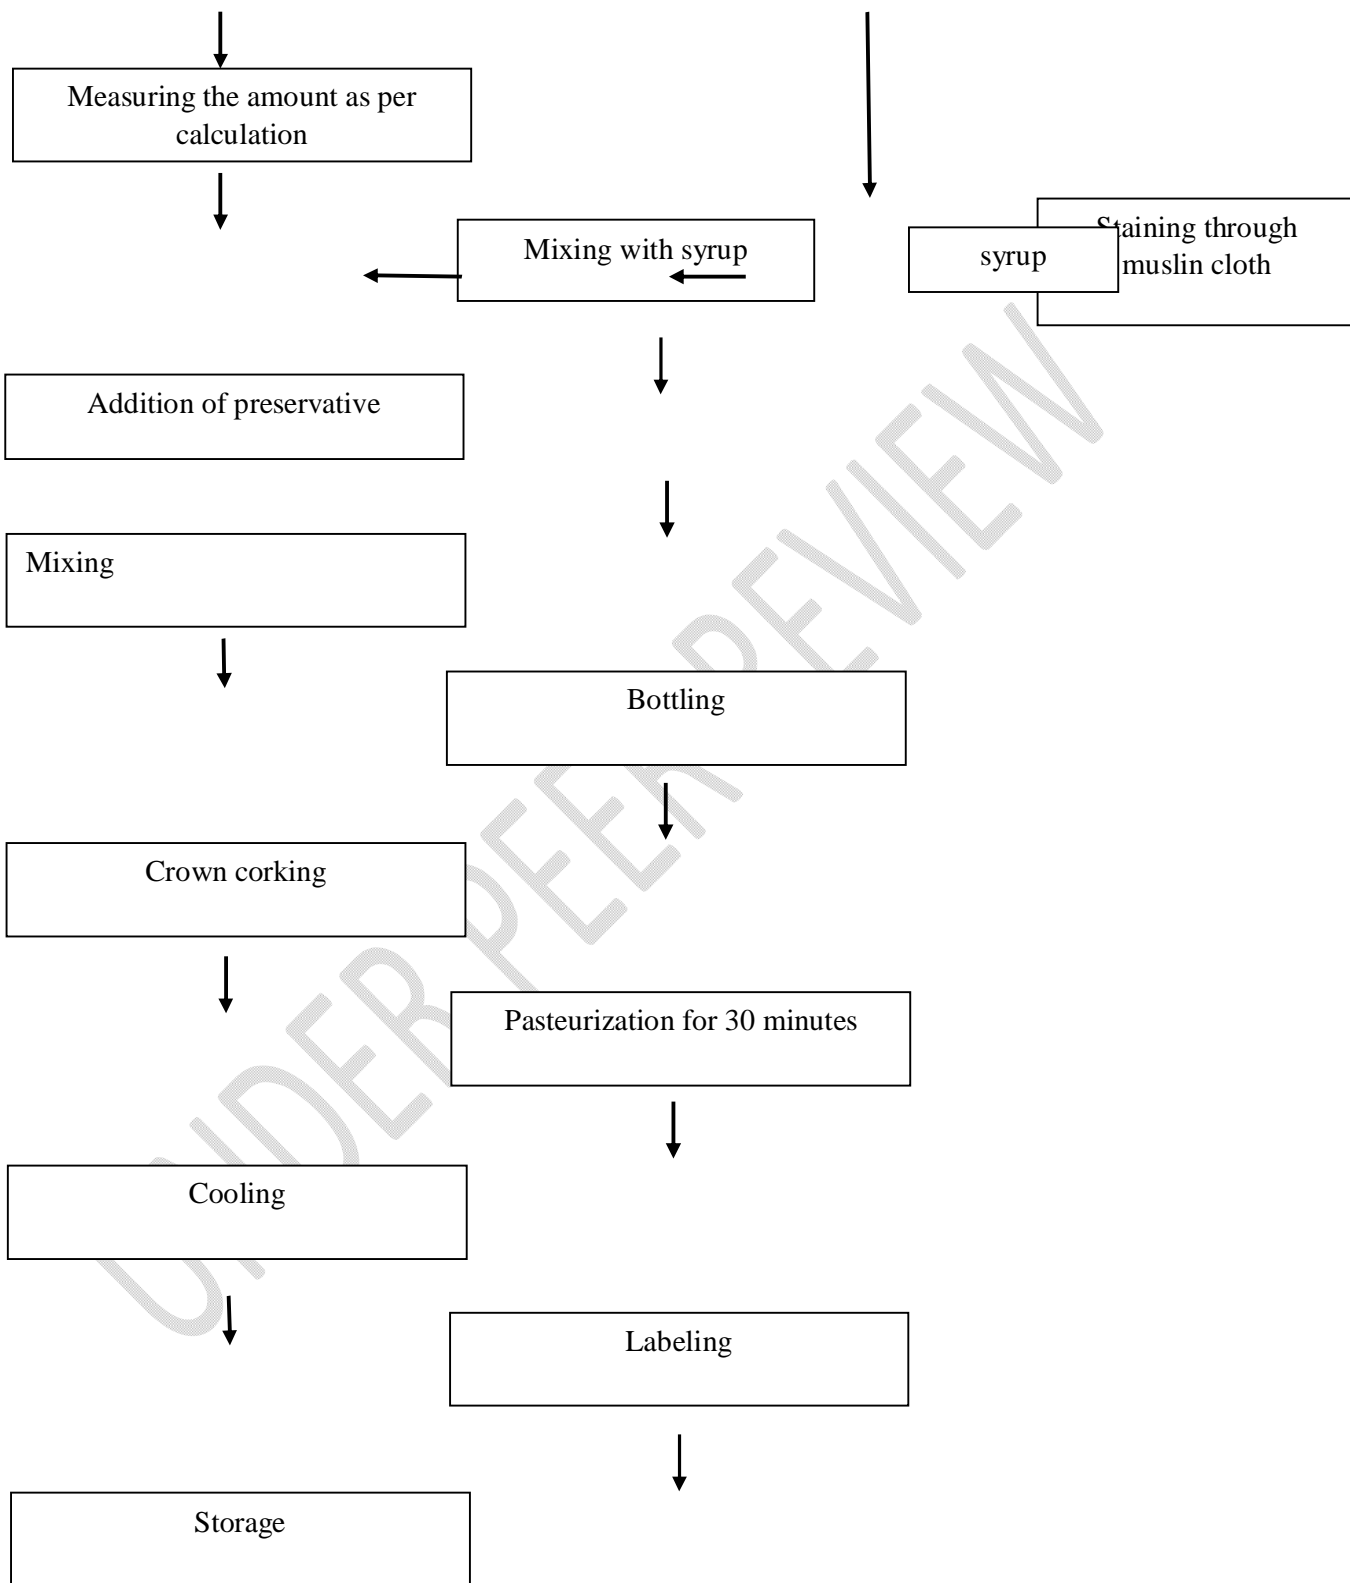 Measuring the amount as per
calculation
Mixing with syrup
syrup
Staining through
muslin cloth
Addition of preservative
Mixing
Bottling
Crown corking
Pasteurization for 30 minutes
Cooling
Labeling
Storage
UNDER PEER REVIEW